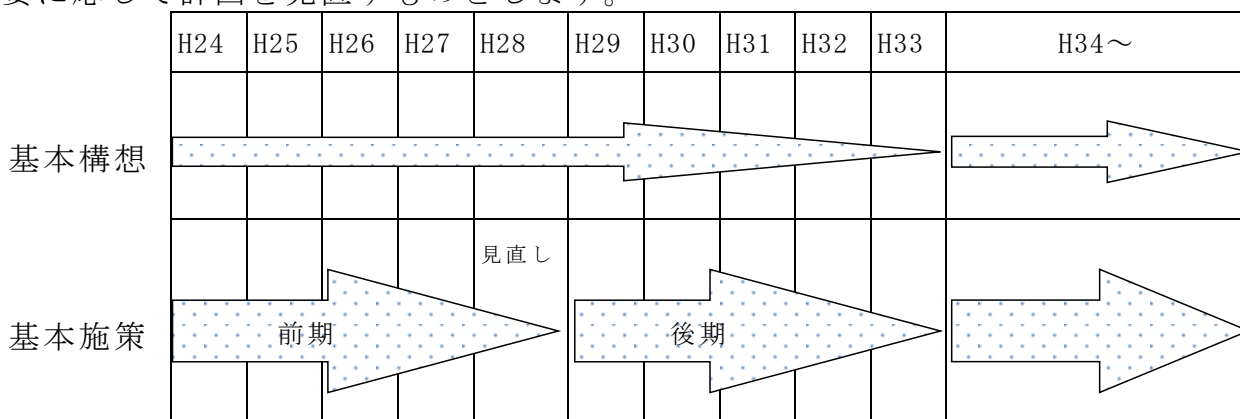 要に応じて計画を見直すものとします。
H24 H25 H26 H27 H28 H29 H30 H31 H32 H33 H34～
基本構想
見直し
基本施策 前期 後期